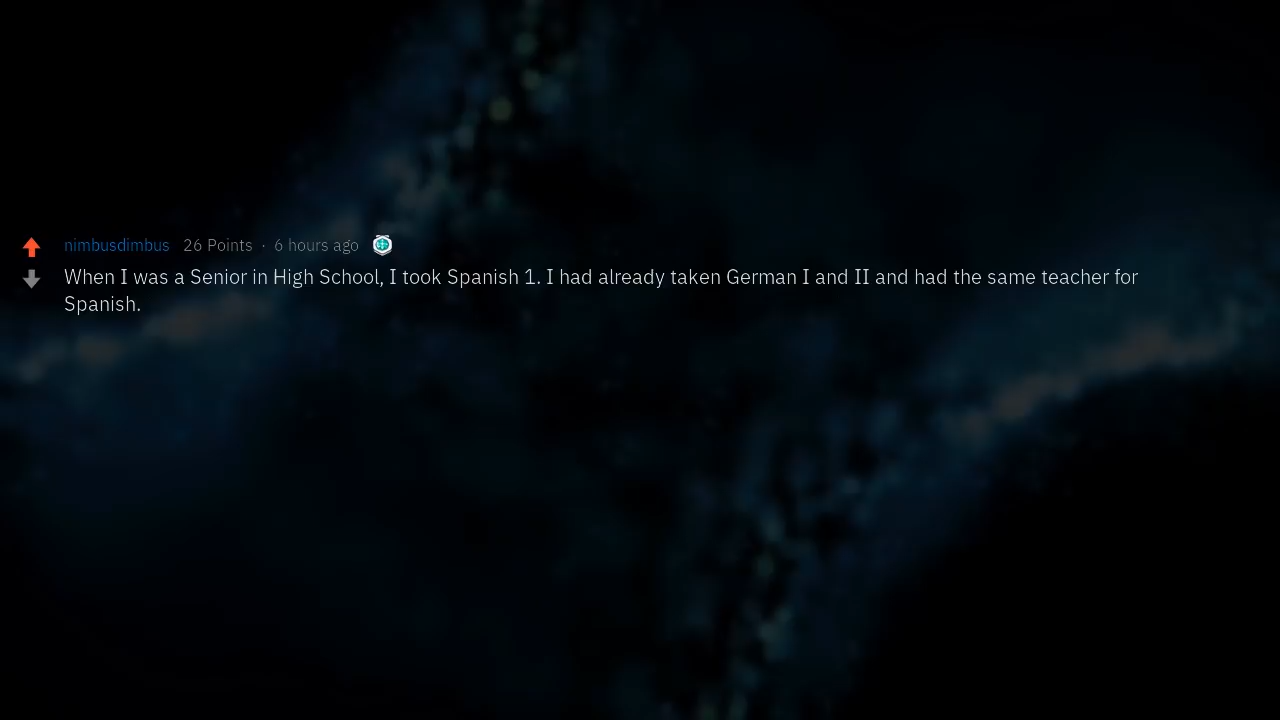 nimbusdimbus 26 Points · 6 hours ago
When I was a Senior in High School, I took Spanish 1. I had already taken German I and II and had the same teacher for
Spanish.